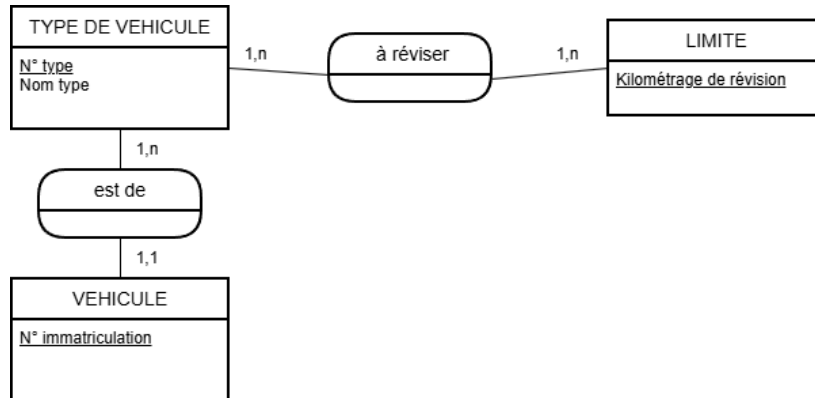 TYPE DE VEHICULE
N° type
Nom type
1,n
à réviser
1,n
LIMITE
Kilométrage de révision
1,n
est de
1,1
VEHICULE
N° immatriculation